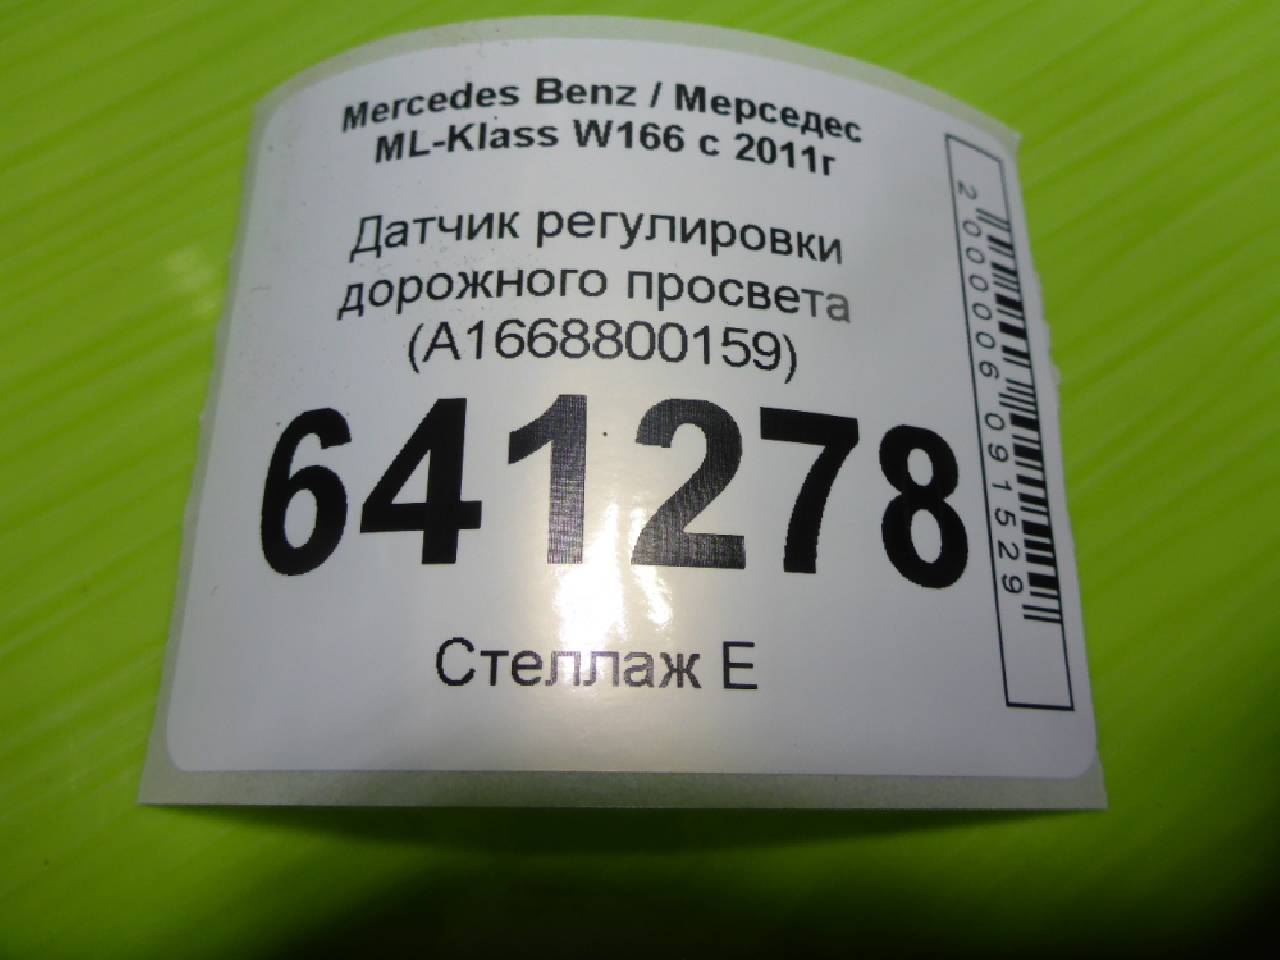 Mercedes Benz / Мерседес
ML-Klass W166 с 2011г
Датчик регулировки
дорожного просвета
(A1668800159)
641278
Стеллаж Е
2000006091529